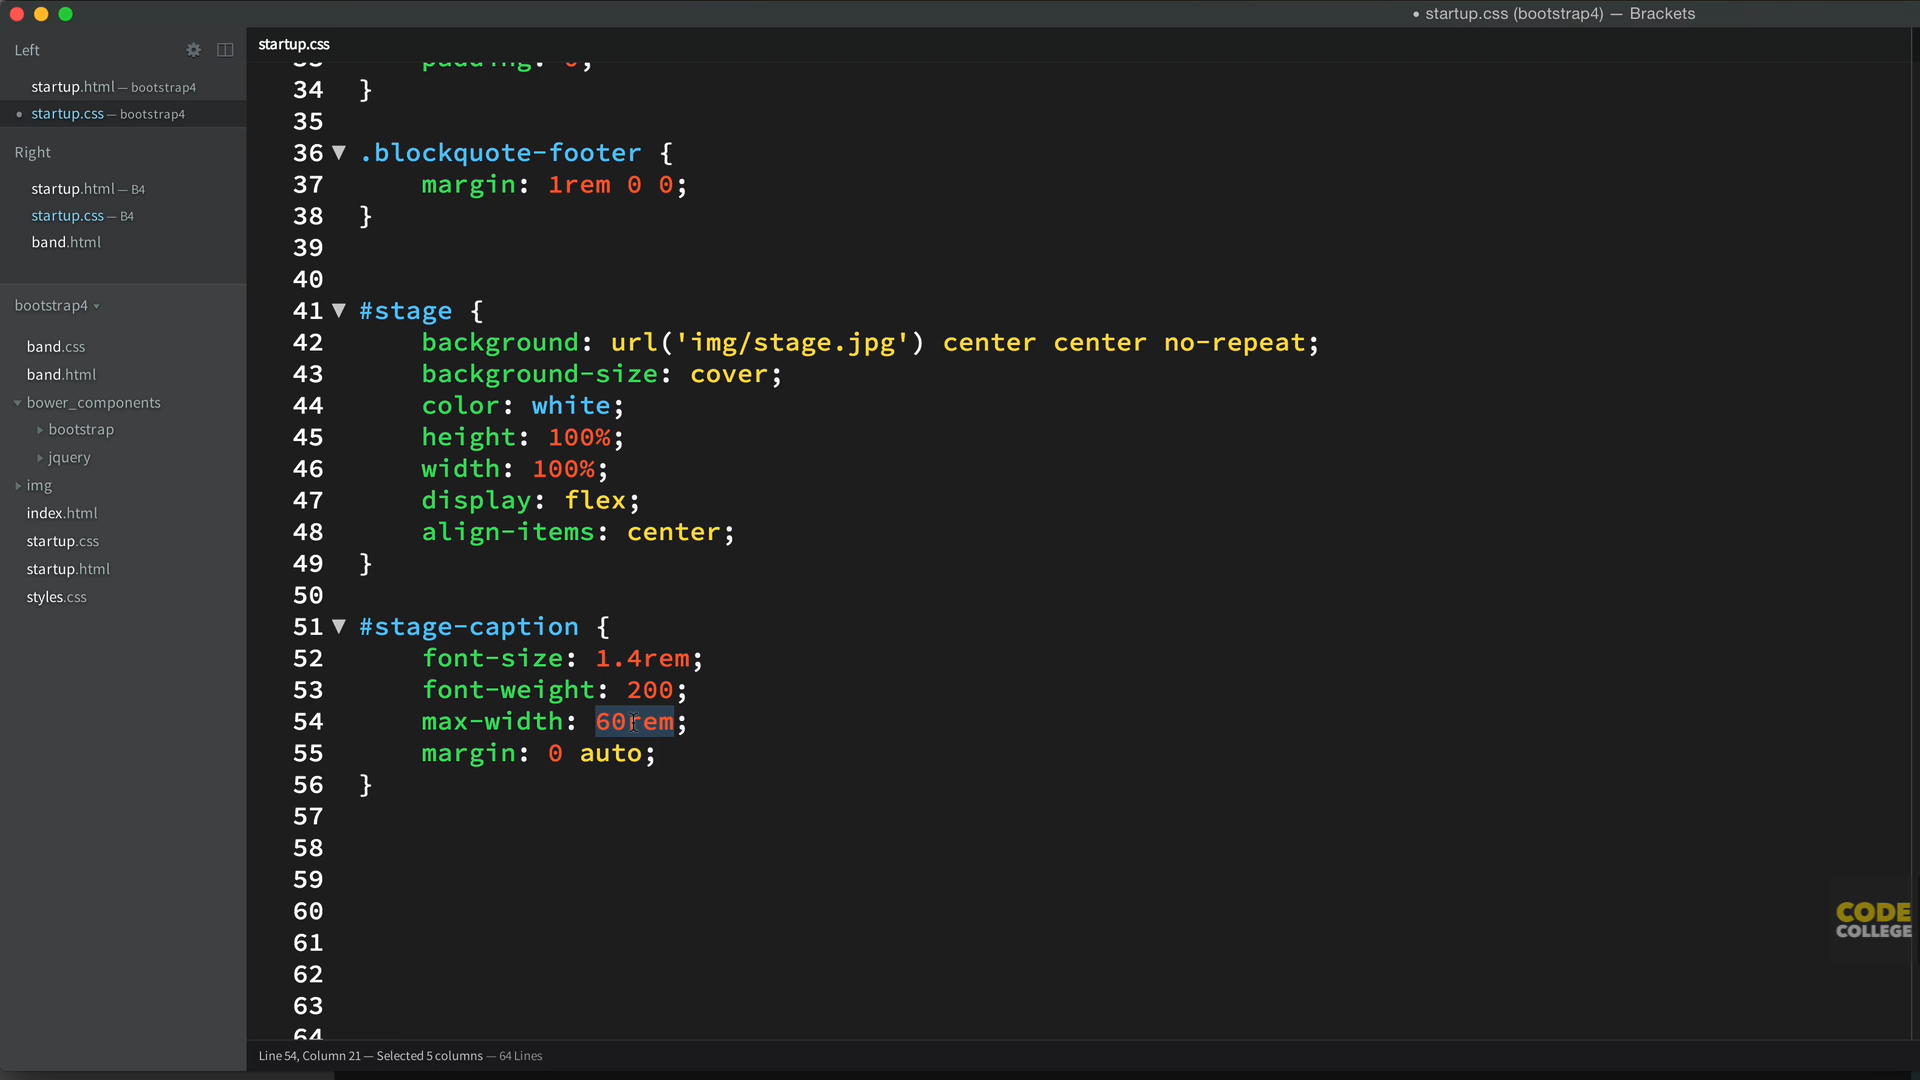 • startup.css (bootstrap4) — Brackets
Left
startup.html — bootstrap4
• startup.css — bootstrap4
Right
startup.html — B4
startup.css — B4
band.html
bootstrap4
band.css
band.html
bower_components
bootstrap
jquery
img
index.html
startup.css
startup.html
styles.css
startup.css
33 padding: 0;
34 }
35
36 .blockquote-footer {
37 margin: 1rem 0 0;
38 }
39
40
41 #stage {
42 background: url('img/stage.jpg') center center no-repeat;
43 background-size: cover;
44 color: white;
45 height: 100%;
46 width: 100%;
47 display: flex;
48 align-items: center;
49 }
50
51 #stage-caption {
52 font-size: 1.4rem;
53 font-weight: 200;
54 max-width: 60rem;
55 margin: 0 auto;
56 }
57
58
59
60
61
62
63
64
CODE
COLLEGE
Line 54, Column 21 — Selected 5 columns — 64 Lines